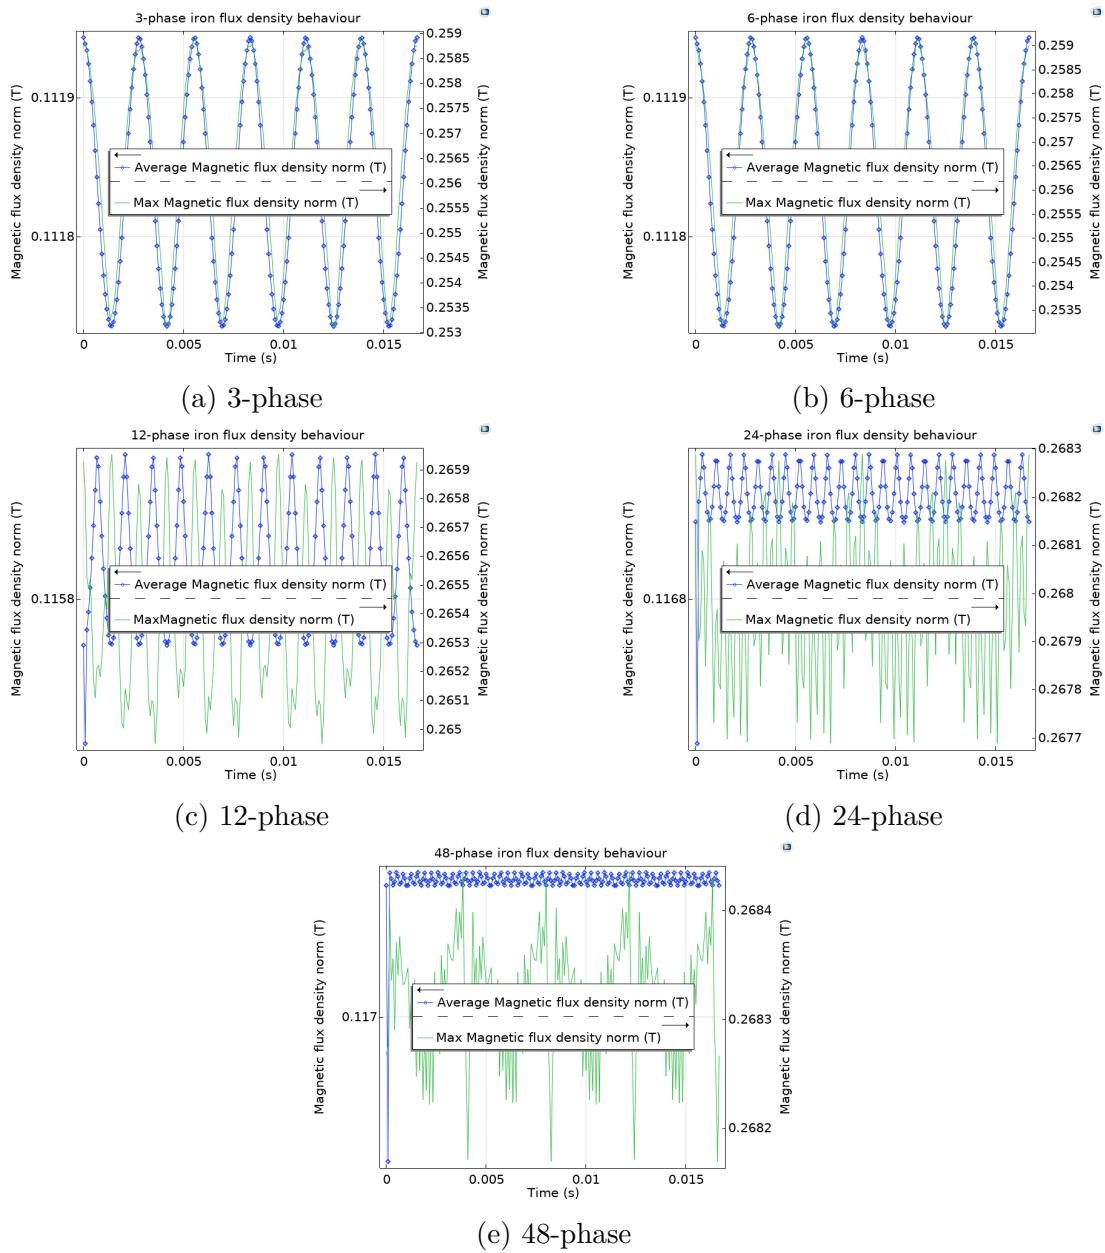 3-phase iron flux density behaviour
Magnetic flux density norm (T)
0.1119
0.1118
Average Magnetic flux density norm (T)
Max Magnetic flux density norm (T)
0.259
0.2585
0.258
0.2575
0.257
0.2565
0.256
0.2555
0.255
0.2545
0.254
0.2535
0.253
Magnetic flux density norm (T)
0 0.005 0.01 0.015
Time (s)
(a) 3-phase
6-phase iron flux density behaviour
Magnetic flux density norm (T)
0.1119
0.1118
Average Magnetic flux density norm (T)
Max Magnetic flux density norm (T)
0.259
0.2585
0.258
0.2575
0.257
0.2565
0.256
0.2555
0.255
0.2545
0.254
0.2535
Magnetic flux density norm (T)
0 0.005 0.01 0.015
Time (s)
(b) 6-phase
12-phase iron flux density behaviour
Magnetic flux density norm (T)
0.1158
Average Magnetic flux density norm (T)
MaxMagnetic flux density norm (T)
0.2659
0.2658
0.2657
0.2656
0.2655
0.2654
0.2653
0.2652
0.2651
0.265
Magnetic flux density norm (T)
0 0.005 0.01 0.015
Time (s)
(c) 12-phase
24-phase iron flux density behaviour
Magnetic flux density norm (T)
0.1168
Average Magnetic flux density norm (T)
Max Magnetic flux density norm (T)
0.2683
0.2682
0.2681
0.268
0.2679
0.2678
0.2677
Magnetic flux density norm (T)
0 0.005 0.01 0.015
Time (s)
(d) 24-phase
48-phase iron flux density behaviour
Magnetic flux density norm (T)
0.117
Average Magnetic flux density norm (T)
Max Magnetic flux density norm (T)
0.2684
0.2683
0.2682
Magnetic flux density norm (T)
0 0.005 0.01 0.015
Time (s)
(e) 48-phase